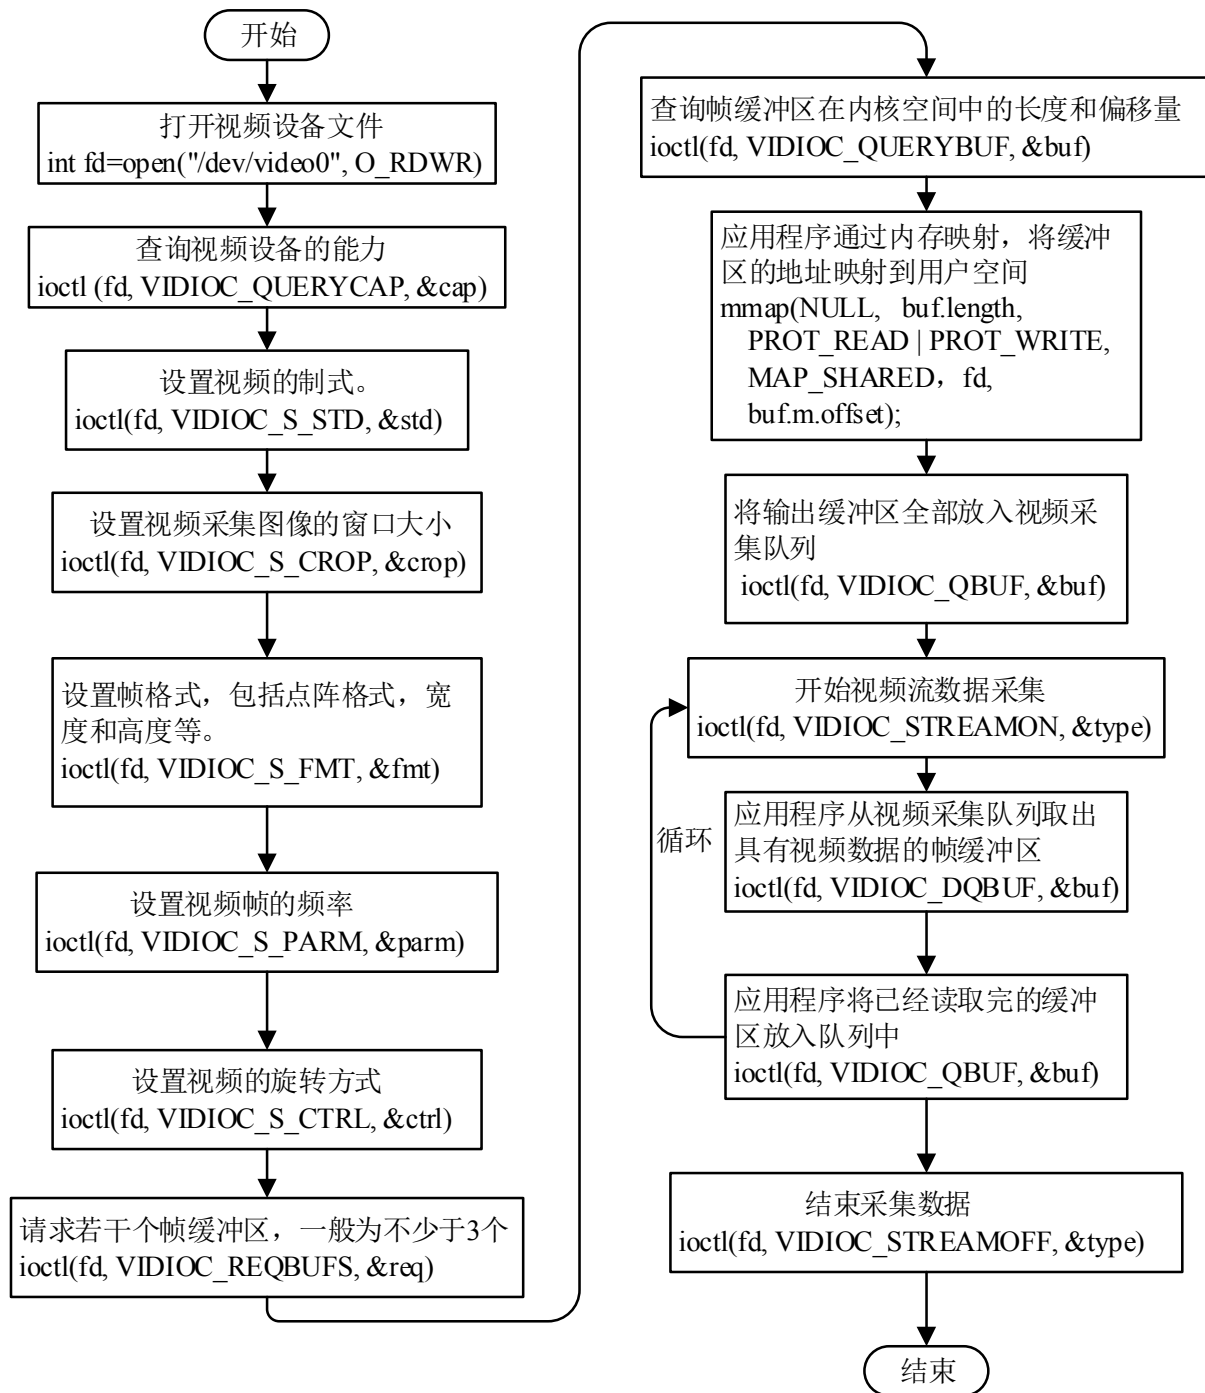 开始
打开视频设备文件
int fd=open("/dev/video0", O_RDWR)
查询视频设备的能力
ioctl (fd, VIDIOC_QUERYCAP, &cap)
设置视频的制式。
ioctl(fd, VIDIOC_S_STD, &std)
设置视频采集图像的窗口大小
ioctl(fd, VIDIOC_S_CROP, &crop)
设置帧格式，包括点阵格式，宽
度和高度等。
ioctl(fd, VIDIOC_S_FMT, &fmt)
设置视频帧的频率
ioctl(fd, VIDIOC_S_PARM, &parm)
设置视频的旋转方式
ioctl(fd, VIDIOC_S_CTRL, &ctrl)
请求若干个帧缓冲区，一般为不少于3个
ioctl(fd, VIDIOC_REQBUFS, &req)
查询帧缓冲区在内核空间中的长度和偏移量
ioctl(fd, VIDIOC_QUERYBUF, &buf)
应用程序通过内存映射，将缓冲
区的地址映射到用户空间
mmap(NULL, buf.length,
PROT_READ | PROT_WRITE,
MAP_SHARED，fd,
buf.m.offset);
将输出缓冲区全部放入视频采
集队列
ioctl(fd, VIDIOC_QBUF, &buf)
开始视频流数据采集
ioctl(fd, VIDIOC_STREAMON, &type)
循环
应用程序从视频采集队列取出
具有视频数据的帧缓冲区
ioctl(fd, VIDIOC_DQBUF, &buf)
应用程序将已经读取完的缓冲
区放入队列中
ioctl(fd, VIDIOC_QBUF, &buf)
结束采集数据
ioctl(fd, VIDIOC_STREAMOFF, &type)
结束